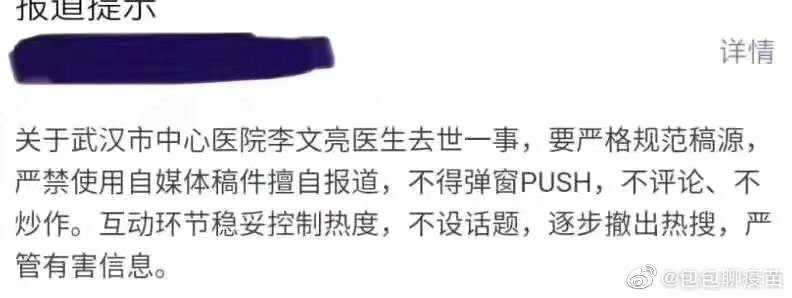 报道提示
详情
关于武汉市中心医院李文亮医生去世一事，要严格规范稿源，
严禁使用自媒体稿件擅自报道，不得弹窗PUSH，不评论、不
炒作。互动环节稳妥控制热度，不设话题，逐步撤出热搜，严
管有害信息。
@包包聊疫苗